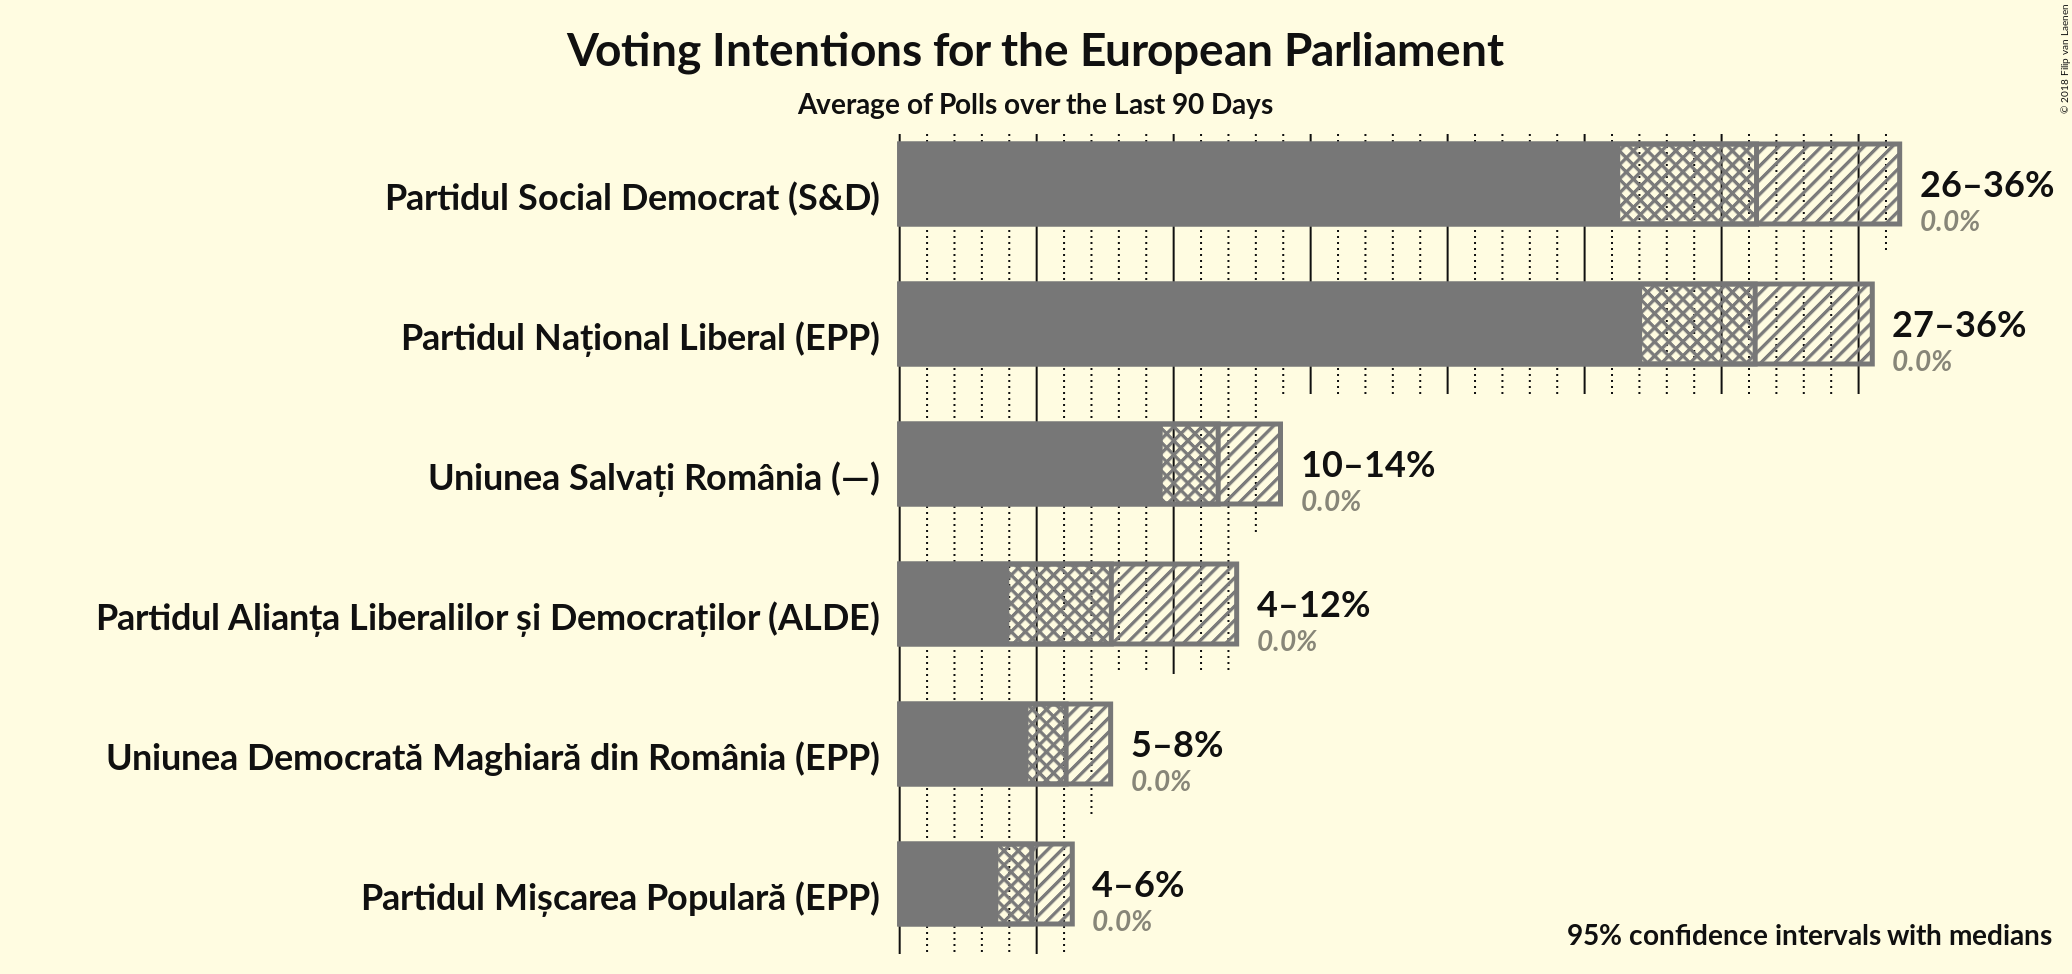 Voting Intentions for the European Parliament
Average of Polls over the Last 90 Days
© 2018 Filip van Laenen
Partidul Social Democrat (S&D)
26–36%
0.0%
Partidul Național Liberal (EPP)
27–36%
0.0%
Uniunea Salvați România (—)
10–14%
0.0%
Partidul Alianța Liberalilor și Democraților (ALDE)
4–12%
0.0%
Uniunea Democrată Maghiară din România (EPP)
5–8%
0.0%
Partidul Mișcarea Populară (EPP)
4–6%
0.0%
95% confidence intervals with medians